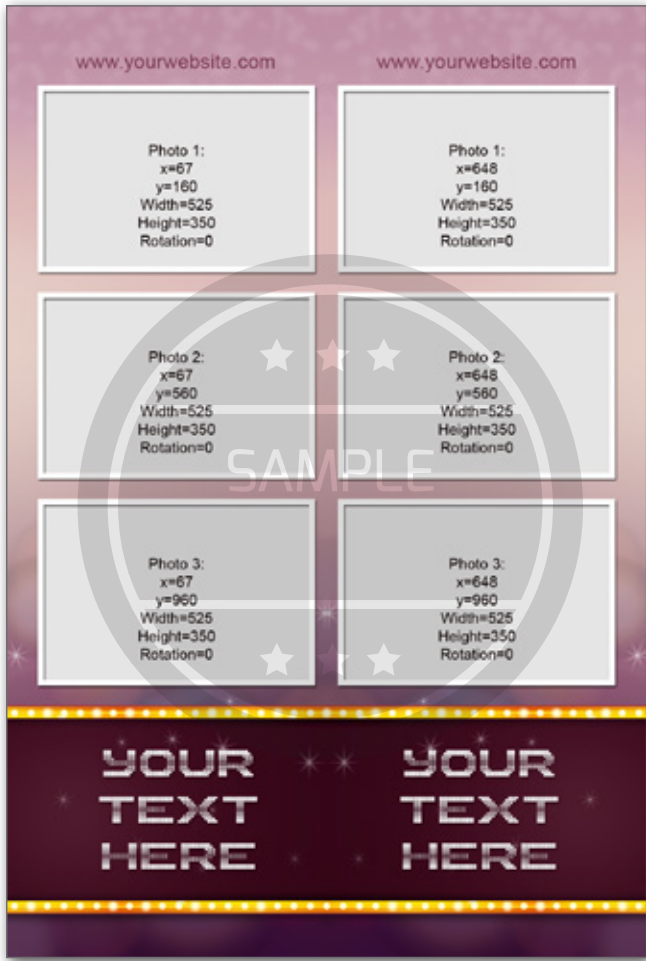 www.yourwebsite.com
www.yourwebsite.com
Photo 1:
x=67
y=160
Width=525
Height=350
Rotation=0
Photo 1:
x=648
y=160
Width=525
Height=350
Rotation=0
Photo 2:
x=67
y=560
Width=525
Height=350
Rotation=0
Photo 2:
x=648
y=560
Width=525
Height=350
Rotation=0
SAMPLE
Photo 3:
x=67
y=960
Width=525
Height=350
Rotation=0
Photo 3:
x=648
y=960
Width=525
Height=350
Rotation=0
YOUR
TEXT
HERE
YOUR
TEXT
HERE